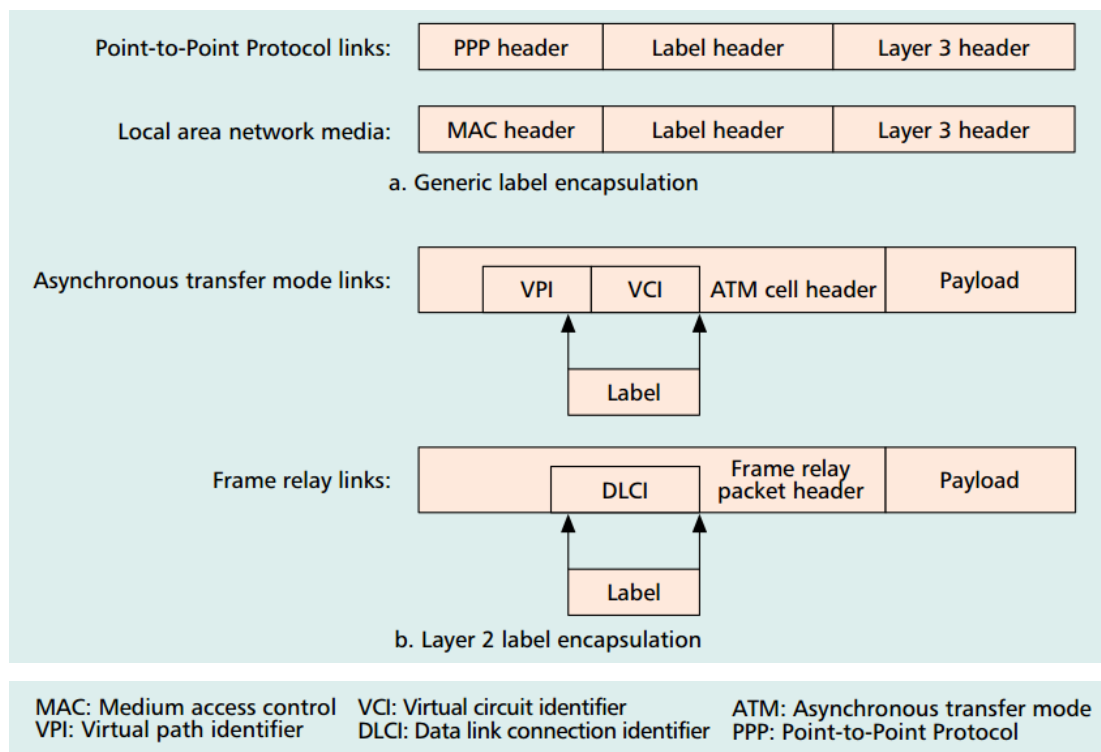 Point-to-Point Protocol links: PPP header Label header Layer 3 header
Local area network media: MAC header Label header Layer 3 header
a. Generic label encapsulation
Asynchronous transfer mode links: VPI VCI ATM cell header Payload
Label
Frame relay links: DLCI Frame relay packet header Payload
Label
b. Layer 2 label encapsulation
MAC: Medium access control VCI: Virtual circuit identifier ATM: Asynchronous transfer mode
VPI: Virtual path identifier DLCI: Data link connection identifier PPP: Point-to-Point Protocol